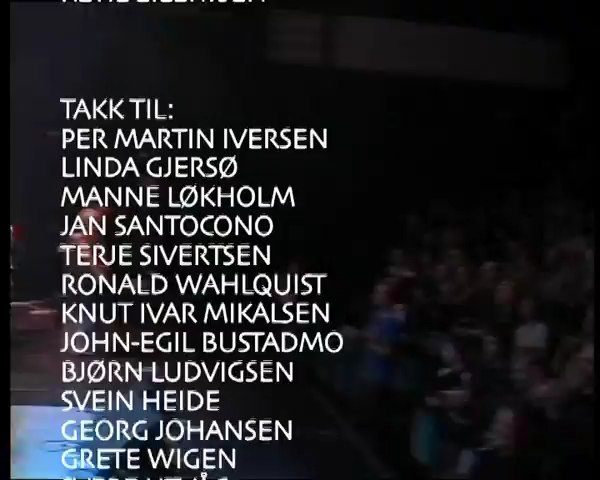 TAKK TIL:
PER MARTIN IVERSEN
LINDA GJERSØ
MANNE LØKHOLM
JAN SANTOCONO
TERJE SIVERTSEN
RONALD WAHLQUIST
KNUT IVAR MIKALSEN
JOHN-EGIL BUSTADMO
BJØRN LUDVIGSEN
SVEIN HEIDE
GEORG JOHANSEN
GRETE WIGEN